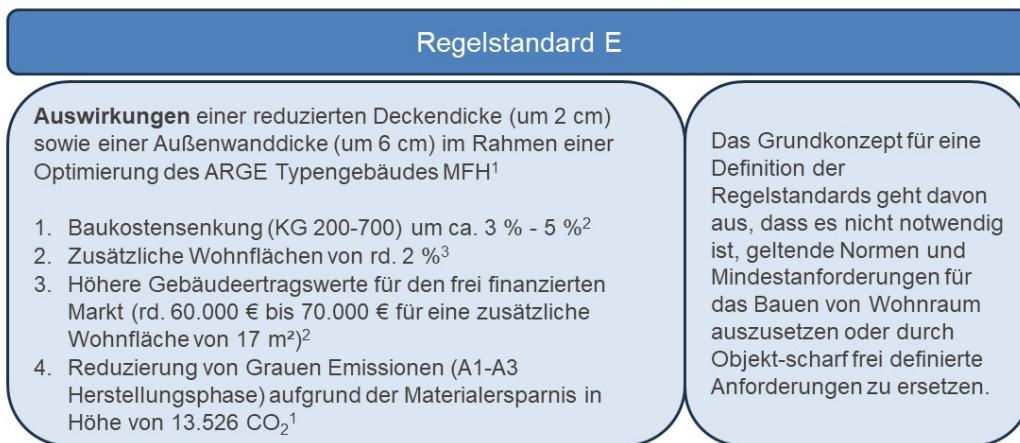 Regelstandard E
Auswirkungen einer reduzierten Deckendicke (um 2 cm)
sowie einer Außenwanddicke (um 6 cm) im Rahmen einer
Optimierung des ARGE Typengebäudes MFH¹
1. Baukostensenkung (KG 200-700) um ca. 3 % - 5 %²
2. Zusätzliche Wohnflächen von rd. 2 %³
3. Höhere Gebäudeertragswerte für den frei finanzierten
Markt (rd. 60.000 € bis 70.000 € für eine zusätzliche
Wohnfläche von 17 m²)²
4. Reduzierung von Grauen Emissionen (A1-A3
Herstellungsphase) aufgrund der Materialersparnis in
Höhe von 13.526 CO₂¹
Das Grundkonzept für eine
Definition der
Regelstandards geht davon
aus, dass es nicht notwendig
ist, geltende Normen und
Mindestanforderungen für
das Bauen von Wohnraum
auszusetzen oder durch
Objekt-scharf frei definierte
Anforderungen zu ersetzen.